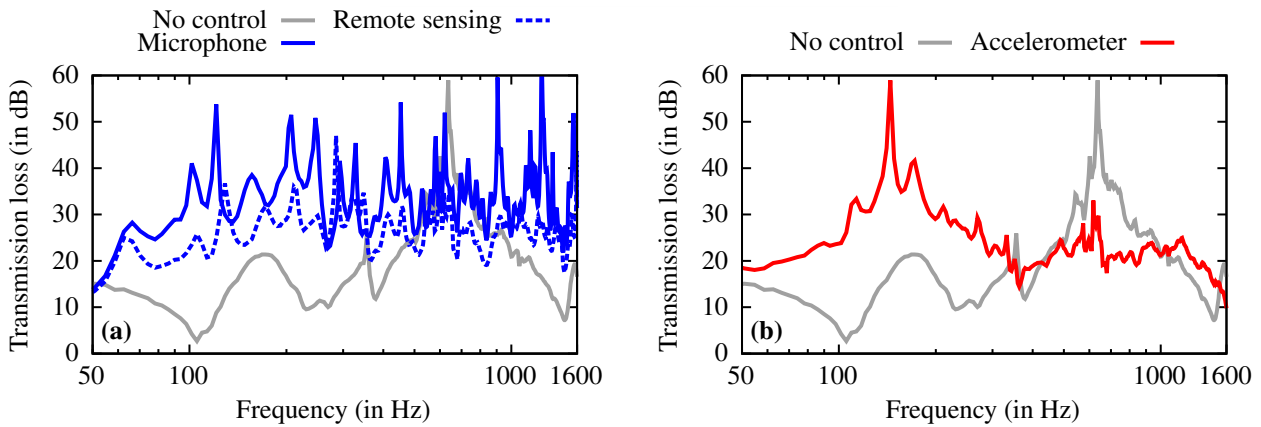 No control Remote sensing
Microphone
Transmission loss (in dB)
60
50
40
30
20
10
0
(a)
50 100 1000 1600
Frequency (in Hz)
No control Accelerometer
Transmission loss (in dB)
60
50
40
30
20
10
0
(b)
50 100 1000 1600
Frequency (in Hz)